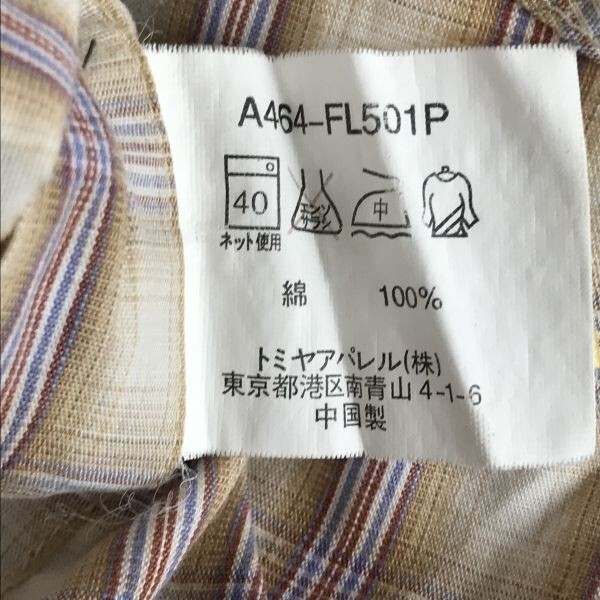 A464-FL501P
40 エンソ サラシ 中
ネット使用
綿 100%
トミヤアパレル(株)
東京都港区南青山 4-1-6
中国製